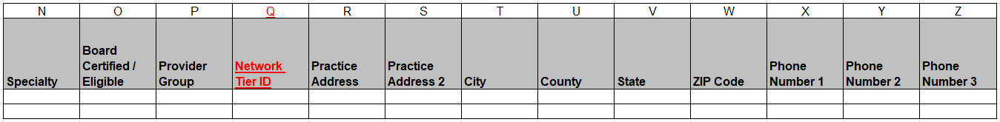 N O P Q R S T U V W X Y Z
Specialty
Board
Certified /
Eligible
Provider
Group
Network
Tier ID
Practice
Address
Practice
Address 2
City
County
State
ZIP Code
Phone
Number 1
Phone
Number 2
Phone
Number 3